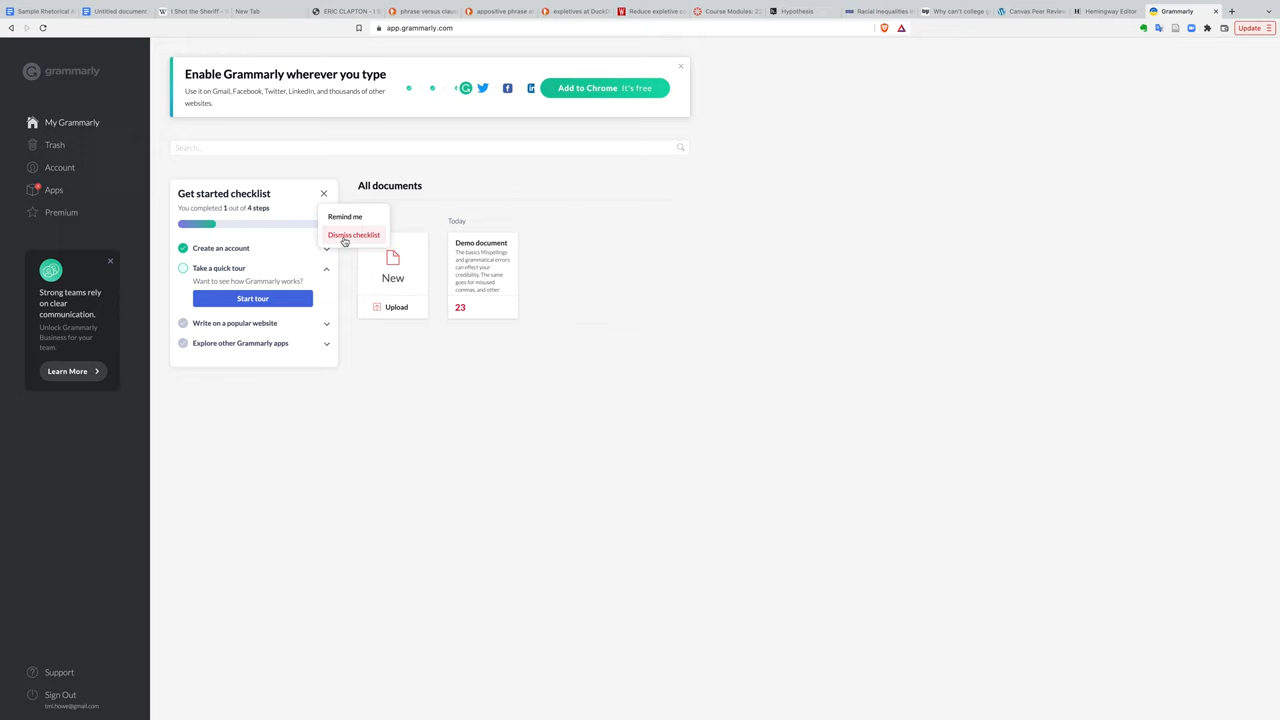 Sample Rhetorical A
Untitled document
I Shot the Sheriff -
New Tab
ERIC CLAPTON - I S
phrase versus claus
appositive phrase at
expletives at DuckD
Reduce expletive co
Course Modules: 22
Hypothesis
Racial inequalities in
Why can't college g
Canvas Peer Review
Hemingway Editor
Grammarly
app.grammarly.com
Update
grammarly
My Grammarly
Trash
Account
Apps
Premium
Strong teams rely
on clear
communication.
Unlock Grammarly
Business for your
team.
Learn More
Support
Sign Out
Enable Grammarly wherever you type
Use it on Gmail, Facebook, Twitter, LinkedIn, and thousands of other
websites.
Add to Chrome It's free
Search...
Get started checklist
You completed 1 out of 4 steps
Remind me
Dismiss checklist
Create an account
Take a quick tour
Want to see how Grammarly works?
Start tour
Write on a popular website
Explore other Grammarly apps
All documents
Today
New
Upload
Demo document
The basics Mispellings
and grammatical errors
can effect your
credibility. The same
goes for misused
commas, and other
23